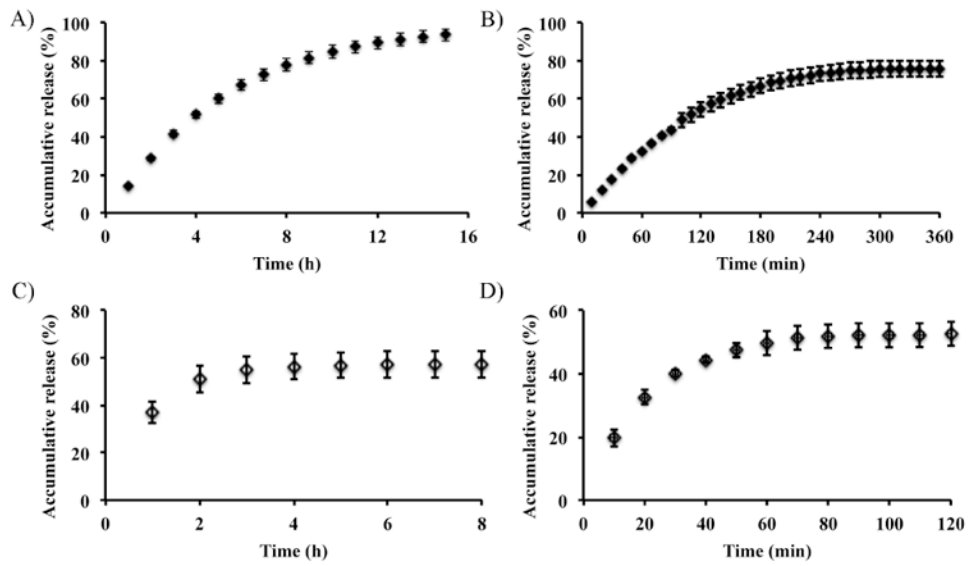 A)
Accumulative release (%)
100
80
60
40
20
0
0 4 8 12 16
Time (h)
B)
Accumulative release (%)
100
80
60
40
20
0
0 60 120 180 240 300 360
Time (min)
C)
Accumulative release (%)
80
60
40
20
0
0 2 4 6 8
Time (h)
D)
Accumulative release (%)
60
40
20
0
0 20 40 60 80 100 120
Time (min)